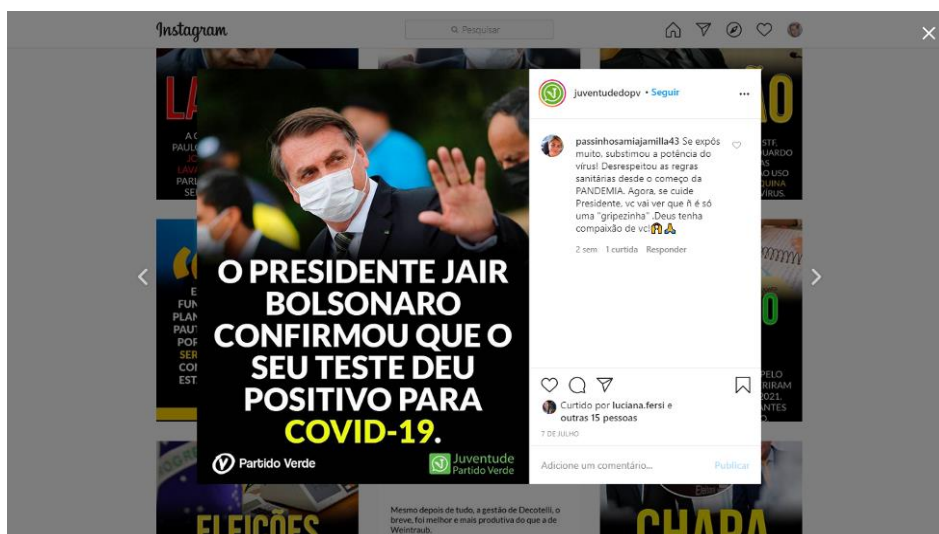 Instagram
Pesquisar
O PRESIDENTE JAIR
BOLSONARO
CONFIRMOU QUE O
SEU TESTE DEU
POSITIVO PARA
COVID-19.
Partido Verde
Juventude
Partido Verde
juventudedopv • Seguir
passinhosamiajamilla43 Se expôs
muito, substimou a potência do
vírus! Desrespeitou as regras
sanitárias desde o começo da
PANDEMIA. Agora, se cuide
Presidente, vc vai ver que ñ é só
uma "gripezinha" .Deus tenha
compaixão de vc!🙌🙏
2 sem 1 curtida Responder
Curtido por luciana.fersi e
outras 15 pessoas
7 DE JULHO
Adicione um comentário... Publicar
ELEIÇÕES
Mesmo depois de tudo, a gestão de Decotelli, o
breve, foi melhor e mais produtiva do que a de
Weintraub.
CHAPA